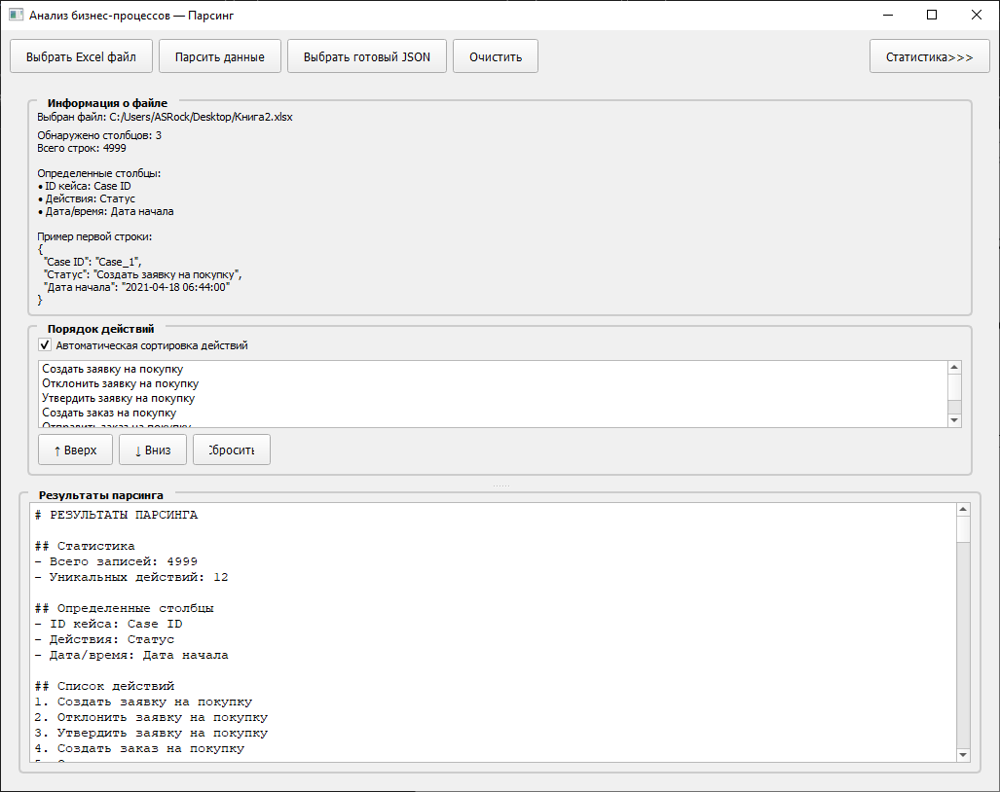 Анализ бизнес-процессов — Парсинг
Выбрать Excel файл
Парсить данные
Выбрать готовый JSON
Очистить
Статистика>>>
Информация о файле
Выбран файл: C:/Users/ASRock/Desktop/Книга2.xlsx
Обнаружено столбцов: 3
Всего строк: 4999
Определенные столбцы:
• ID кейса: Case ID
• Действия: Статус
• Дата/время: Дата начала
Пример первой строки:
{
"Case ID": "Case_1",
"Статус": "Создать заявку на покупку",
"Дата начала": "2021-04-18 06:44:00"
}
Порядок действий
Автоматическая сортировка действий
Создать заявку на покупку
Отклонить заявку на покупку
Утвердить заявку на покупку
Создать заказ на покупку
Отправить заказ на покупку
↑ Вверх
↓ Вниз
Сбросить
Результаты парсинга
# РЕЗУЛЬТАТЫ ПАРСИНГА
## Статистика
- Всего записей: 4999
- Уникальных действий: 12
## Определенные столбцы
- ID кейса: Case ID
- Действия: Статус
- Дата/время: Дата начала
## Список действий
1. Создать заявку на покупку
2. Отклонить заявку на покупку
3. Утвердить заявку на покупку
4. Создать заказ на покупку